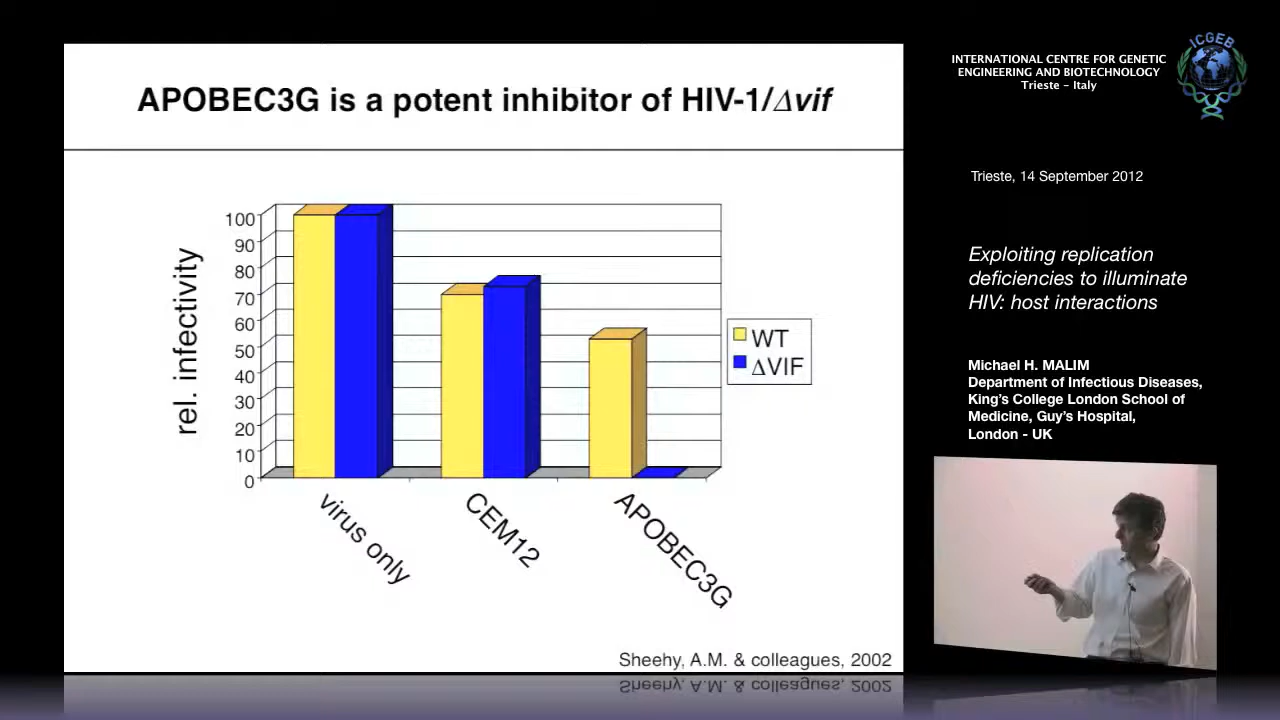 APOBEC3G is a potent inhibitor of HIV-1/Δvif
rel. infectivity
100
90
80
70
60
50
40
30
20
10
0
virus only
CEM12
APOBEC3G
WT
ΔVIF
Sheehy, A.M. & colleagues, 2002
INTERNATIONAL CENTRE FOR GENETIC
ENGINEERING AND BIOTECHNOLOGY
Trieste – Italy
ICGEB
Trieste, 14 September 2012
Exploiting replication
deficiencies to illuminate
HIV: host interactions
Michael H. MALIM
Department of Infectious Diseases,
King's College London School of
Medicine, Guy's Hospital,
London - UK